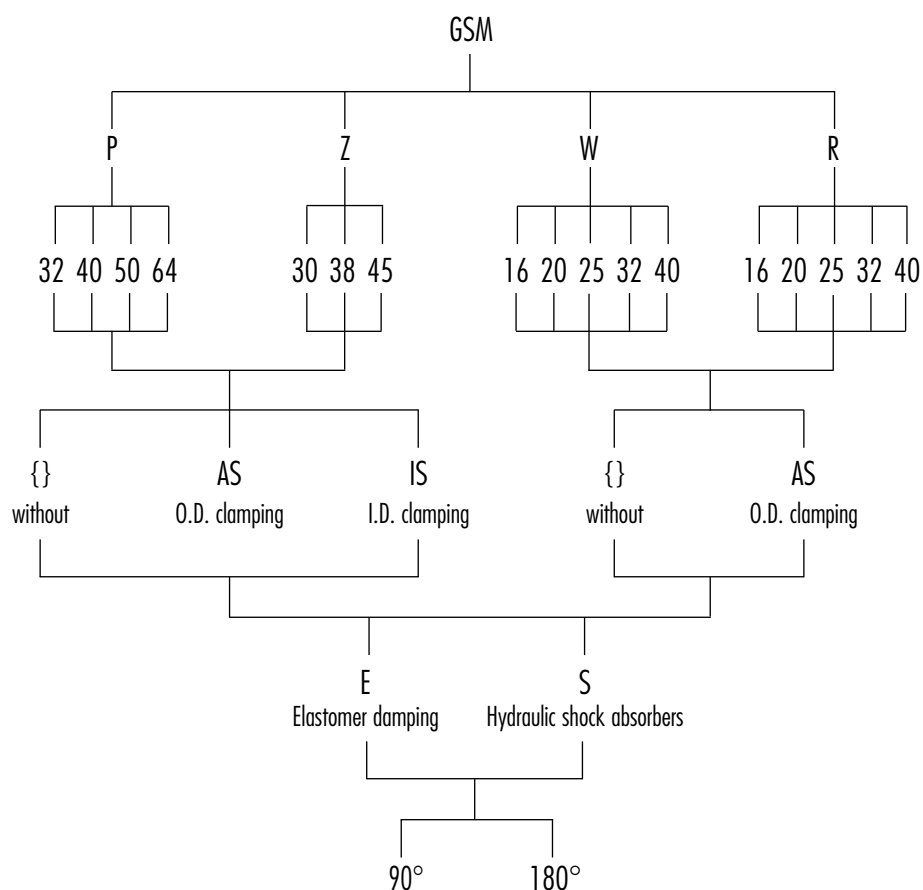 GSM
P Z W R
32 40 50 64 30 38 45 16 20 25 32 40 16 20 25 32 40
{} AS IS {} AS
without O.D. clamping I.D. clamping without O.D. clamping
E S
Elastomer damping Hydraulic shock absorbers
90° 180°